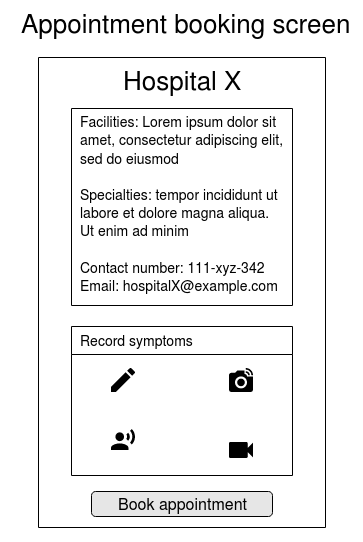 Appointment booking screen
Hospital X
Facilities: Lorem ipsum dolor sit
amet, consectetur adipiscing elit,
sed do eiusmod
Specialties: tempor incididunt ut
labore et dolore magna aliqua.
Ut enim ad minim
Contact number: 111-xyz-342
Email: hospitalX@example.com
Record symptoms
Book appointment